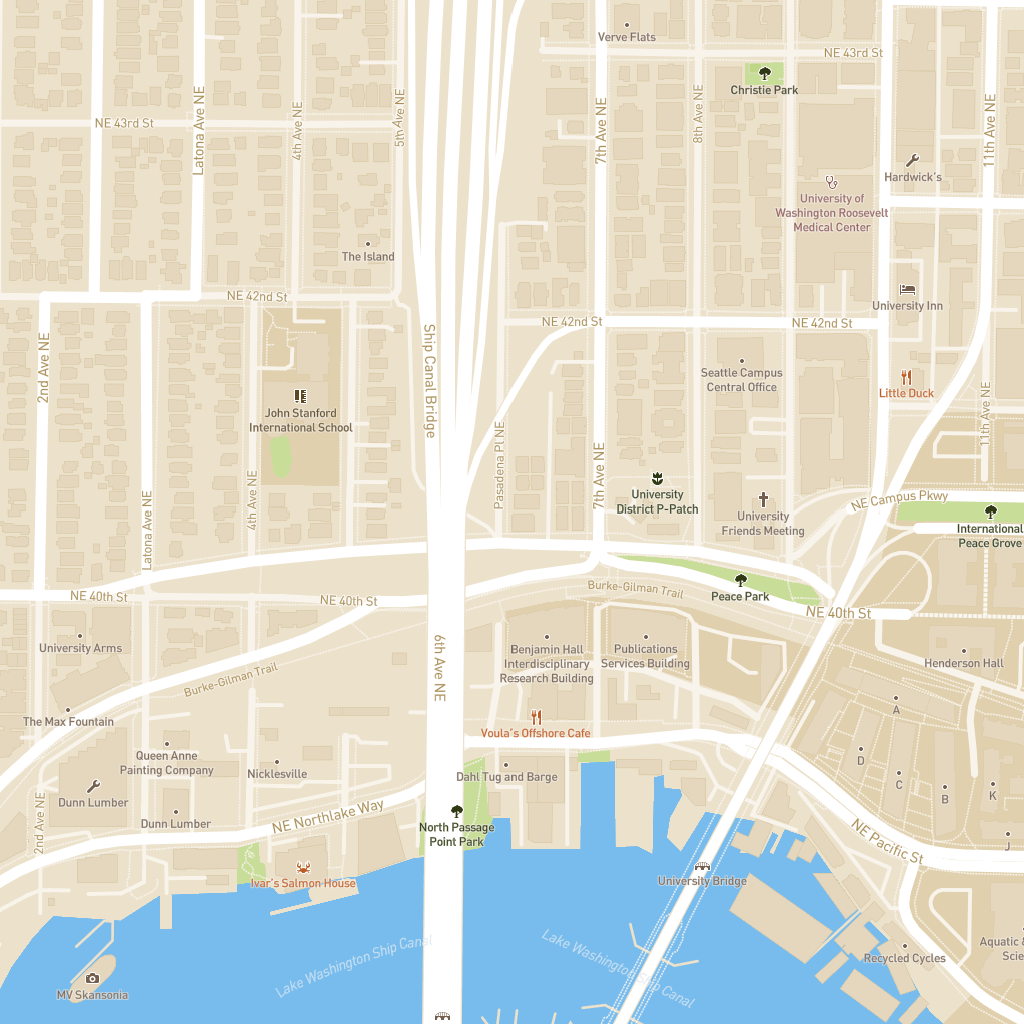 Verve Flats
NE 43rd St
Christie Park
Latona Ave NE
4th Ave NE
5th Ave NE
7th Ave NE
8th Ave NE
11th Ave NE
NE 43rd St
Hardwick's
University of
Washington Roosevelt
Medical Center
The Island
NE 42nd St
University Inn
NE 42nd St
NE 42nd St
2nd Ave NE
Ship Canal Bridge
Seattle Campus
Central Office
Little Duck
John Stanford
International School
11th Ave NE
Pasadena Pl NE
7th Ave NE
4th Ave NE
Latona Ave NE
University
District P-Patch
NE Campus Pkwy
University
Friends Meeting
International
Peace Grove
NE 40th St
NE 40th St
Burke-Gilman Trail
Peace Park
NE 40th St
University Arms
6th Ave NE
Benjamin Hall
Interdisciplinary
Research Building
Publications
Services Building
Henderson Hall
Burke-Gilman Trail
A
The Max Fountain
Voula's Offshore Cafe
Queen Anne
Painting Company
Nicklesville
Dahl Tug and Barge
D
C
B
K
Dunn Lumber
2nd Ave NE
Dunn Lumber
NE Northlake Way
North Passage
Point Park
NE Pacific St
J
Ivar's Salmon House
University Bridge
Lake Washington Ship Canal
Lake Washington Ship Canal
Recycled Cycles
Aquatic &
Scie
MV Skansonia